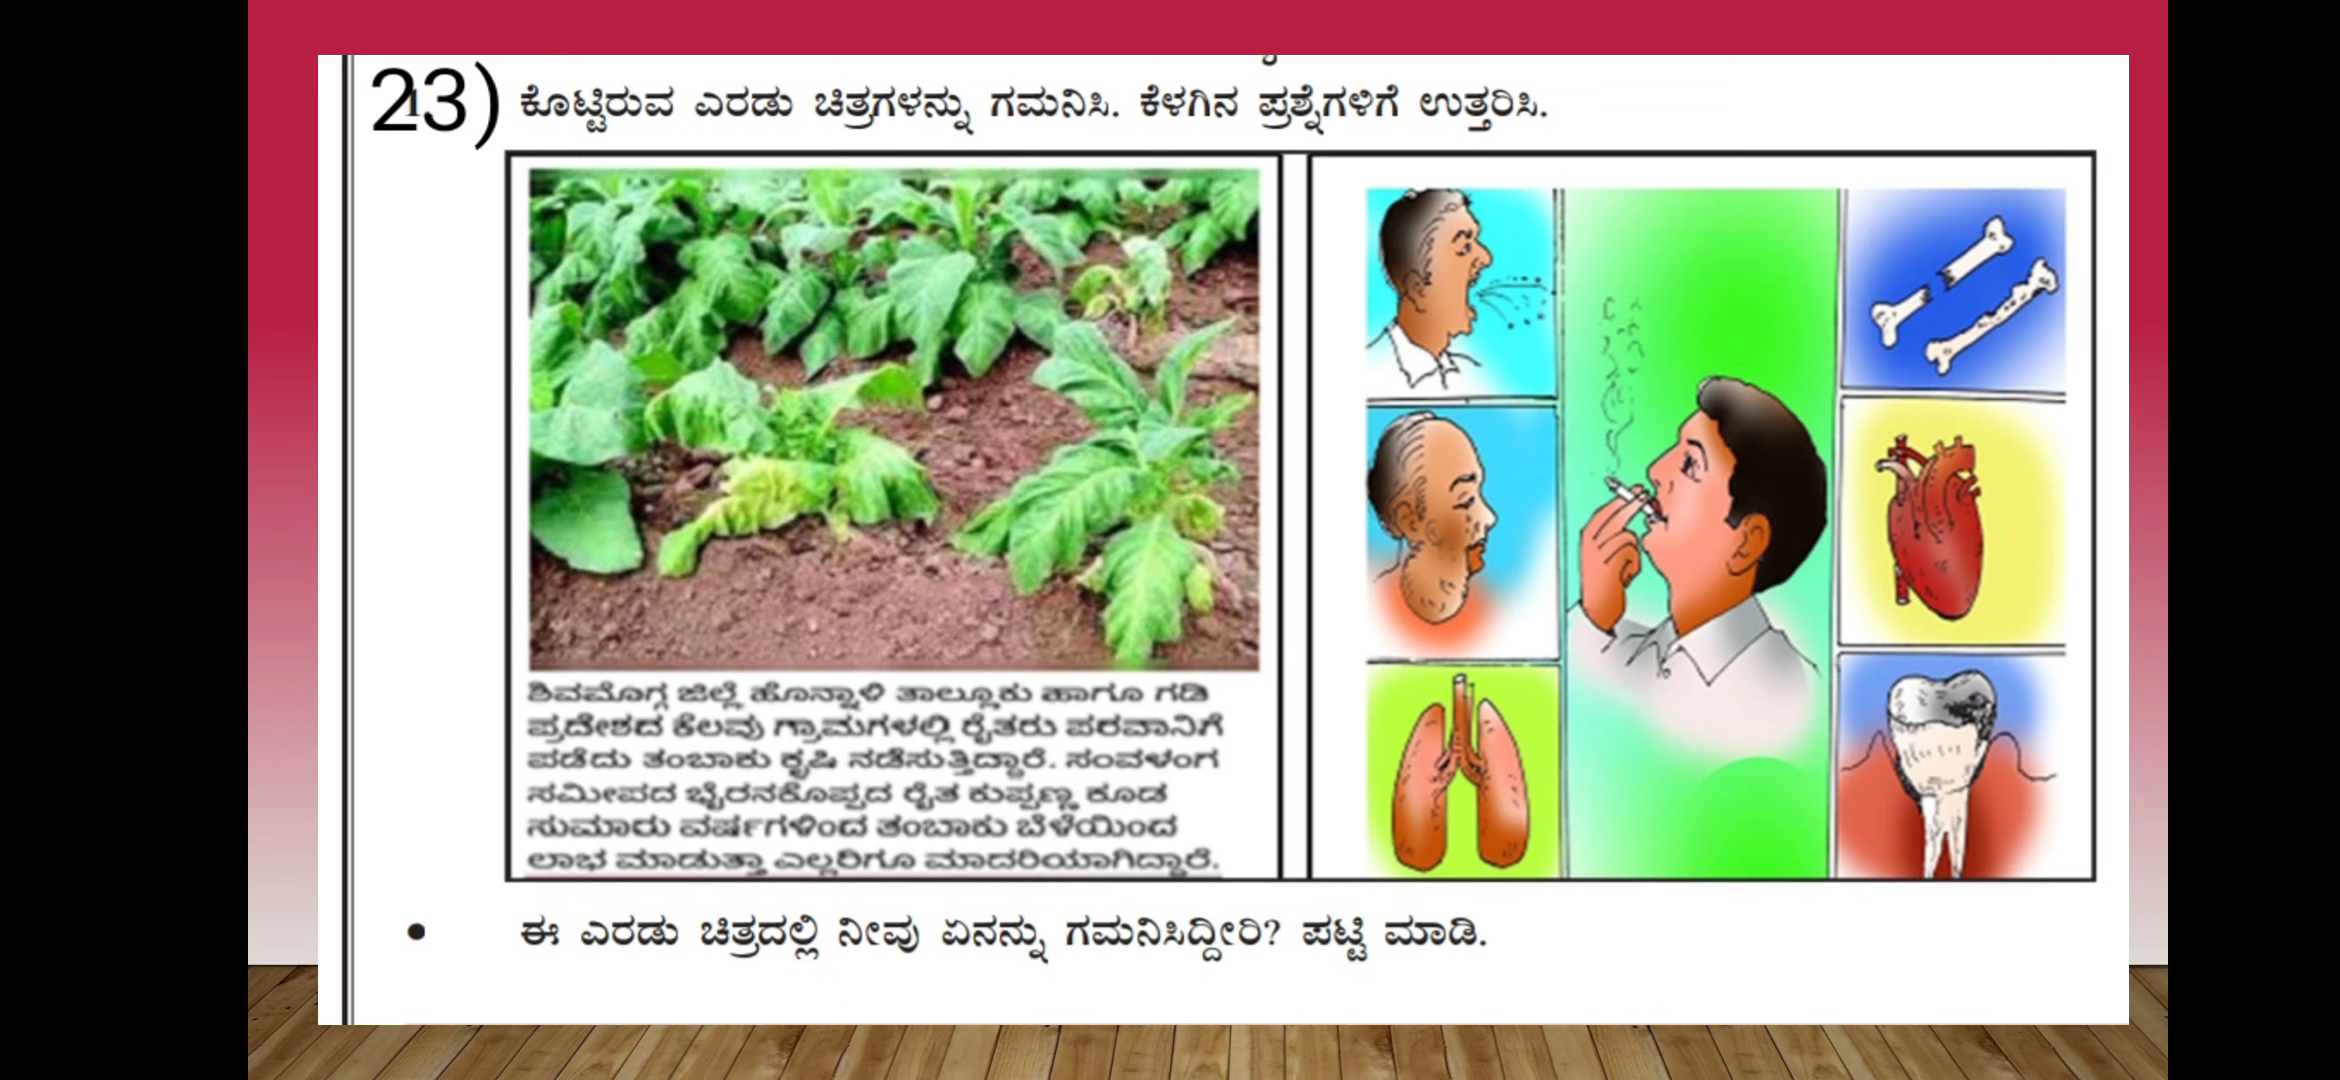 23) ಕೊಟ್ಟಿರುವ ಎರಡು ಚಿತ್ರಗಳನ್ನು ಗಮನಿಸಿ. ಕೆಳಗಿನ ಪ್ರಶ್ನೆಗಳಿಗೆ ಉತ್ತರಿಸಿ.
ಶಿವಮೊಗ್ಗ ಜಿಲ್ಲೆ ಹೊನ್ನಾಳಿ ತಾಲ್ಲೂಕು ಹಾಗೂ ಗಡಿ
ಪ್ರದೇಶದ ಕೆಲವು ಗ್ರಾಮಗಳಲ್ಲಿ ರೈತರು ಪರವಾನಿಗೆ
ಪಡೆದು ತಂಬಾಕು ಕೃಷಿ ನಡೆಸುತ್ತಿದ್ದಾರೆ. ಸಂವಳಂಗ
ಸಮೀಪದ ಭೈರನಕೊಪ್ಪದ ರೈತ ಕುಪ್ಪಣ್ಣ ಕೂಡ
ಸುಮಾರು ವರ್ಷಗಳಿಂದ ತಂಬಾಕು ಬೆಳೆಯಿಂದ
ಲಾಭ ಮಾಡುತ್ತಾ ಎಲ್ಲರಿಗೂ ಮಾದರಿಯಾಗಿದ್ದಾರೆ.
• ಈ ಎರಡು ಚಿತ್ರದಲ್ಲಿ ನೀವು ಏನನ್ನು ಗಮನಿಸಿದ್ದೀರಿ? ಪಟ್ಟಿ ಮಾಡಿ.